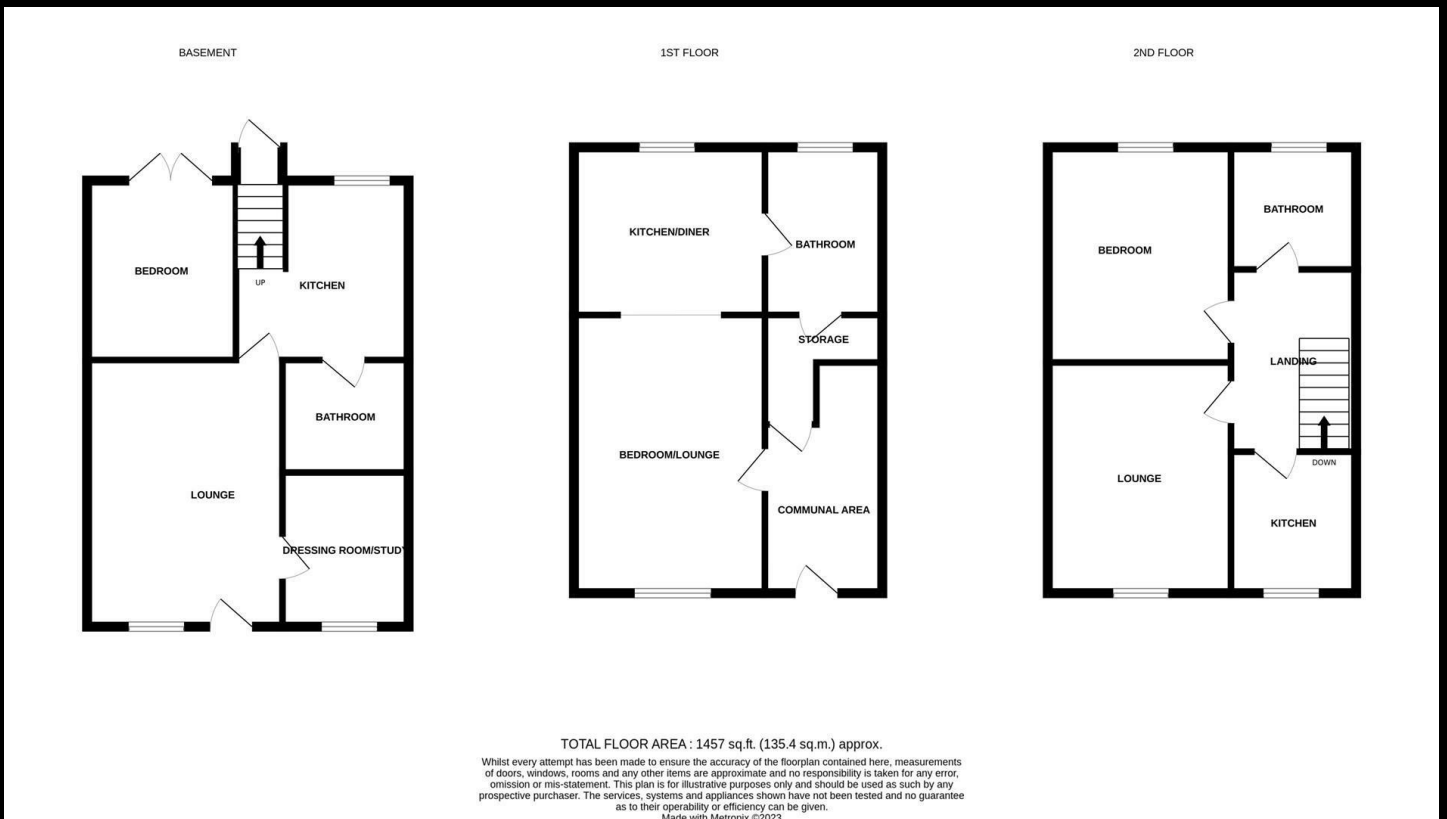 BASEMENT
BEDROOM
UP
KITCHEN
BATHROOM
LOUNGE
DRESSING ROOM/STUDY
1ST FLOOR
KITCHEN/DINER
BATHROOM
STORAGE
BEDROOM/LOUNGE
COMMUNAL AREA
2ND FLOOR
BATHROOM
BEDROOM
LANDING
DOWN
LOUNGE
KITCHEN
TOTAL FLOOR AREA : 1457 sq.ft. (135.4 sq.m.) approx.
Whilst every attempt has been made to ensure the accuracy of the floorplan contained here, measurements
of doors, windows, rooms and any other items are approximate and no responsibility is taken for any error,
omission or mis-statement. This plan is for illustrative purposes only and should be used as such by any
prospective purchaser. The services, systems and appliances shown have not been tested and no guarantee
as to their operability or efficiency can be given.
Made with Metropix ©2023